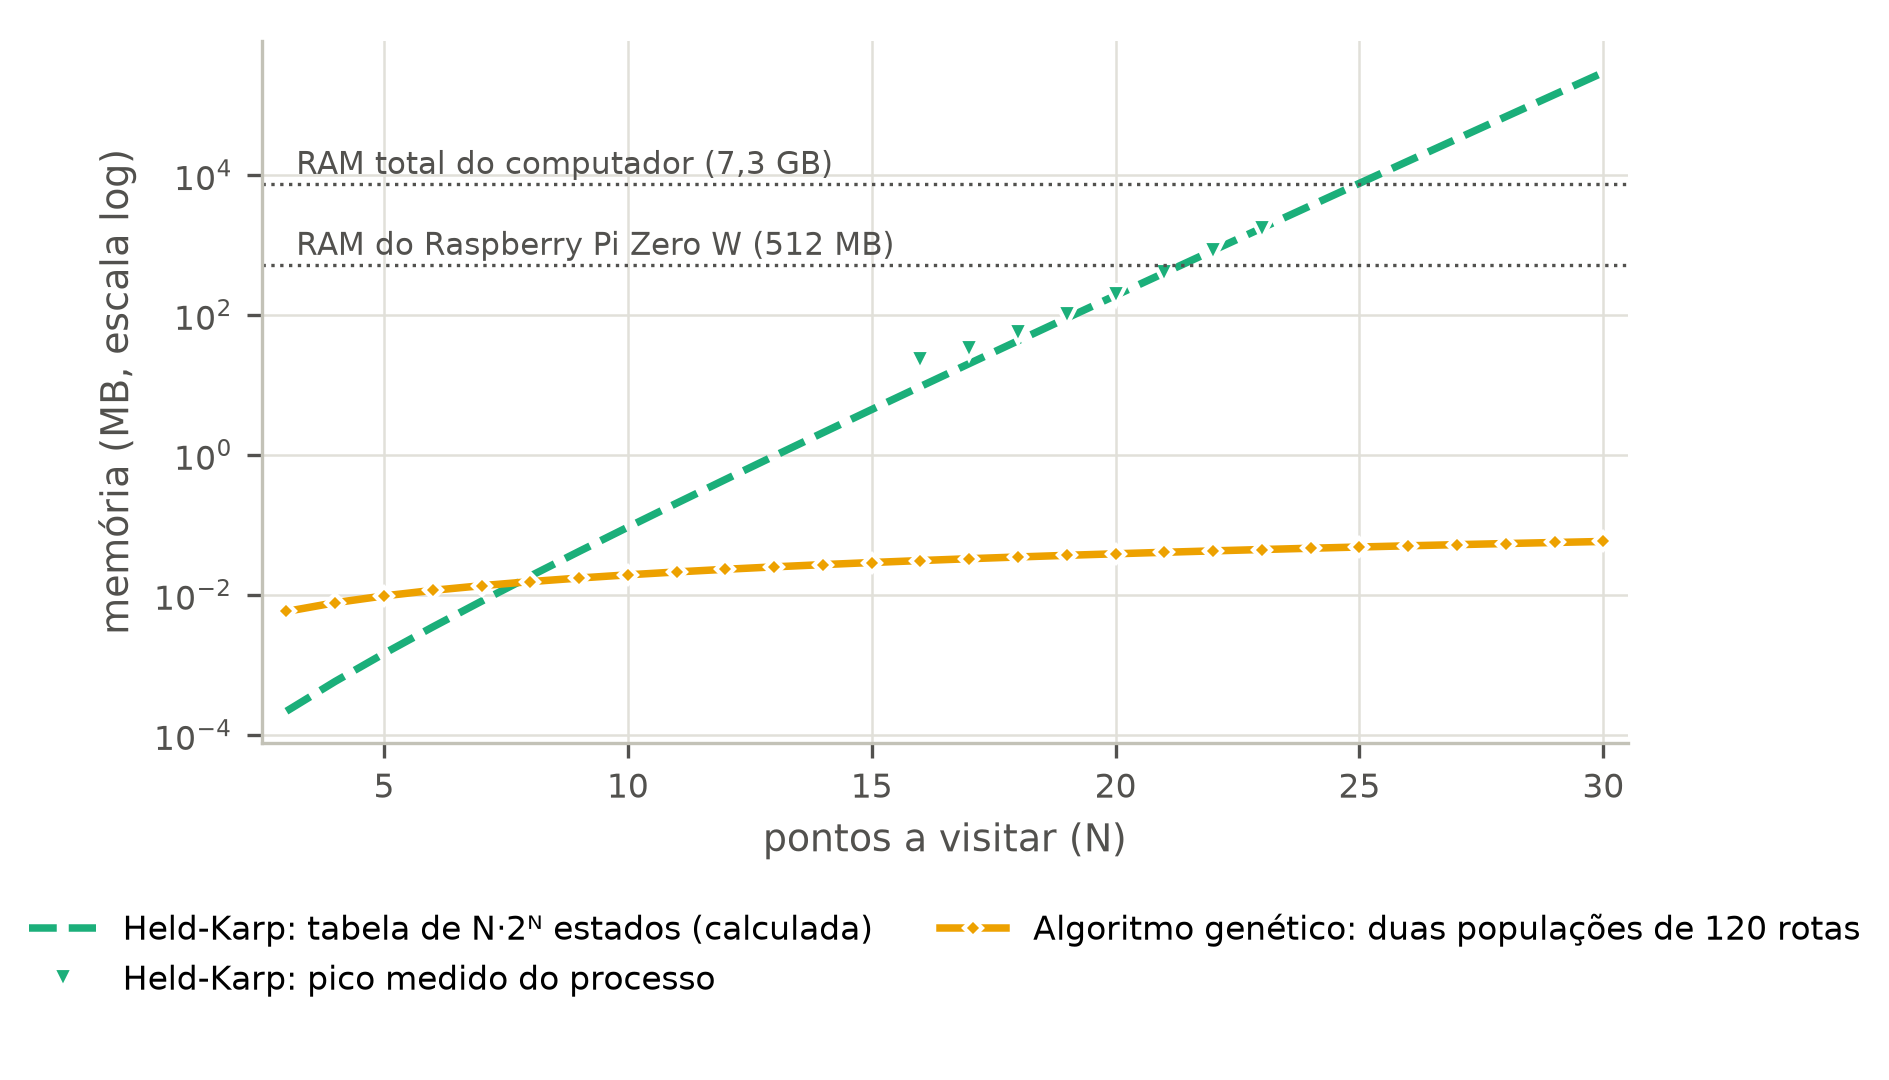 RAM total do computador (7,3 GB)
RAM do Raspberry Pi Zero W (512 MB)
memória (MB, escala log)
10⁴
10²
10⁰
10⁻²
10⁻⁴
5 10 15 20 25 30
pontos a visitar (N)
Held-Karp: tabela de N·2ᴺ estados (calculada)
Held-Karp: pico medido do processo
Algoritmo genético: duas populações de 120 rotas